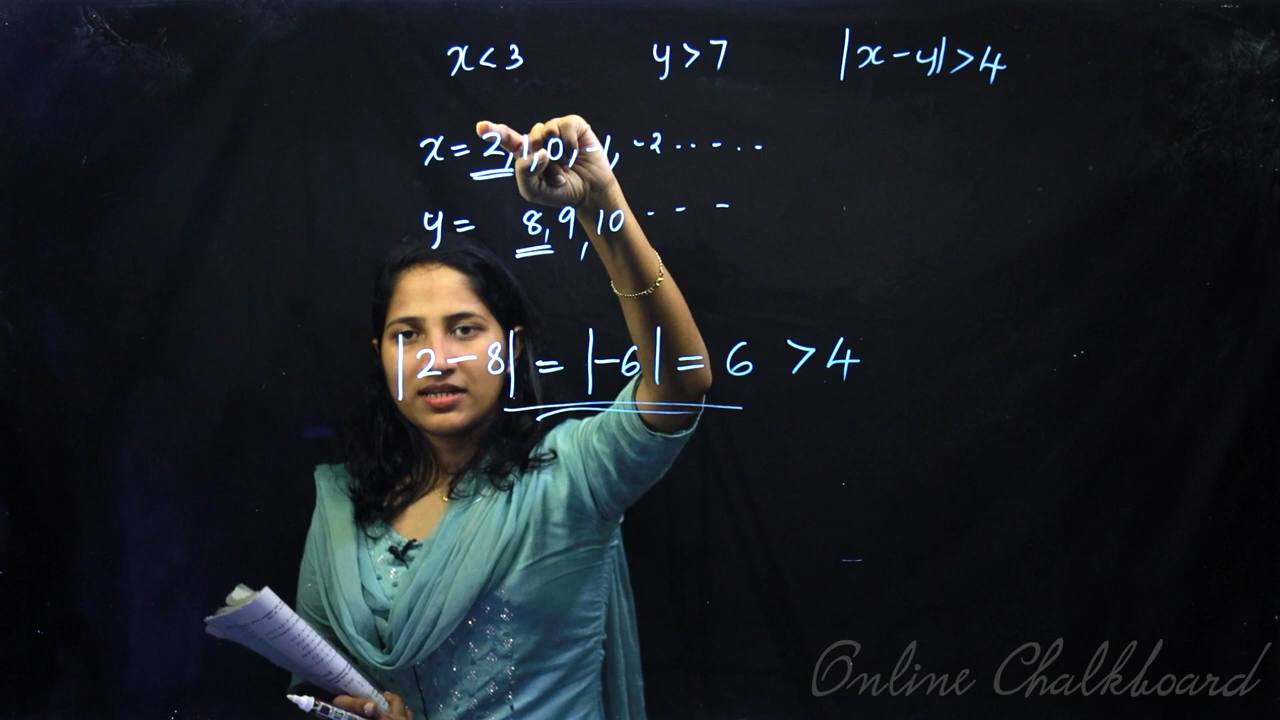 x<3 y>7 |x-y|>4
x= 2,1,0,-1,-2.....
y= 8,9,10 ---
|2-8| = |-6| = 6 >4
Online Chalkboard